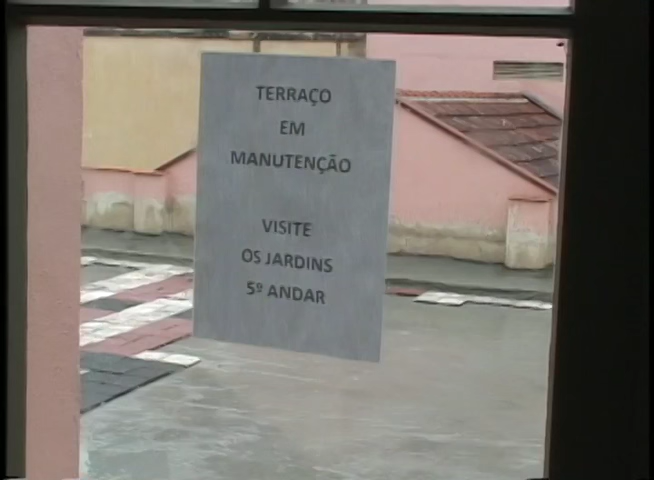 TERRAÇO
EM
MANUTENÇÃO
VISITE
OS JARDINS
5º ANDAR